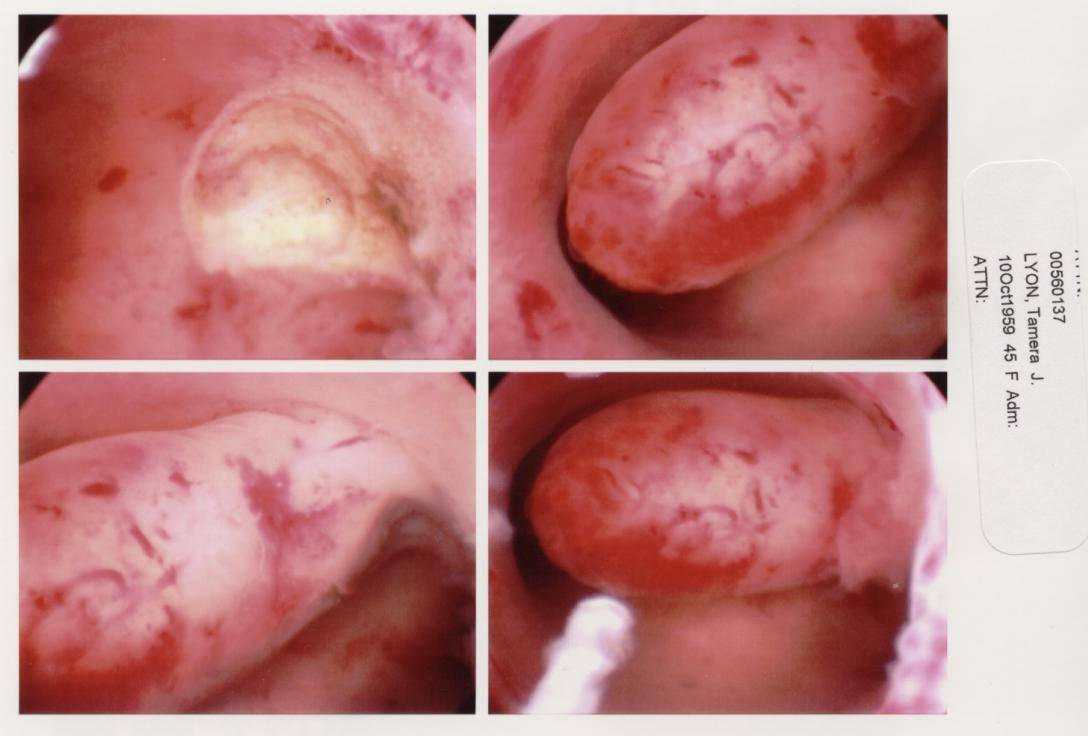 00560137
LYON, Tamera J.
10Oct1959 45 F Adm:
ATTN: